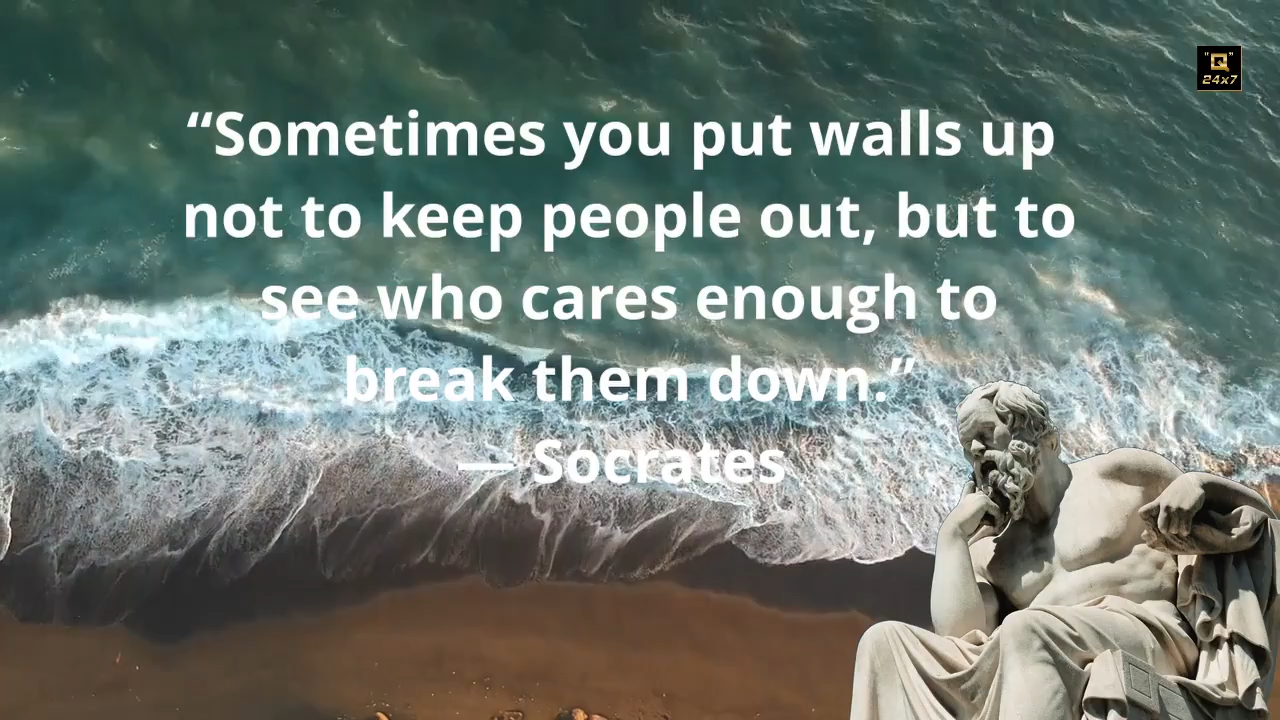 "Q"
24x7
“Sometimes you put walls up
not to keep people out, but to
see who cares enough to
break them down.”
— Socrates